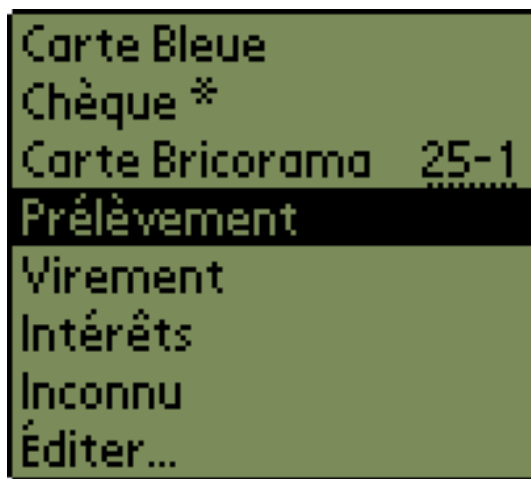 Carte Bleue
Chèque *
Carte Bricorama 25-1
Prélèvement
Virement
Intérêts
Inconnu
Éditer...